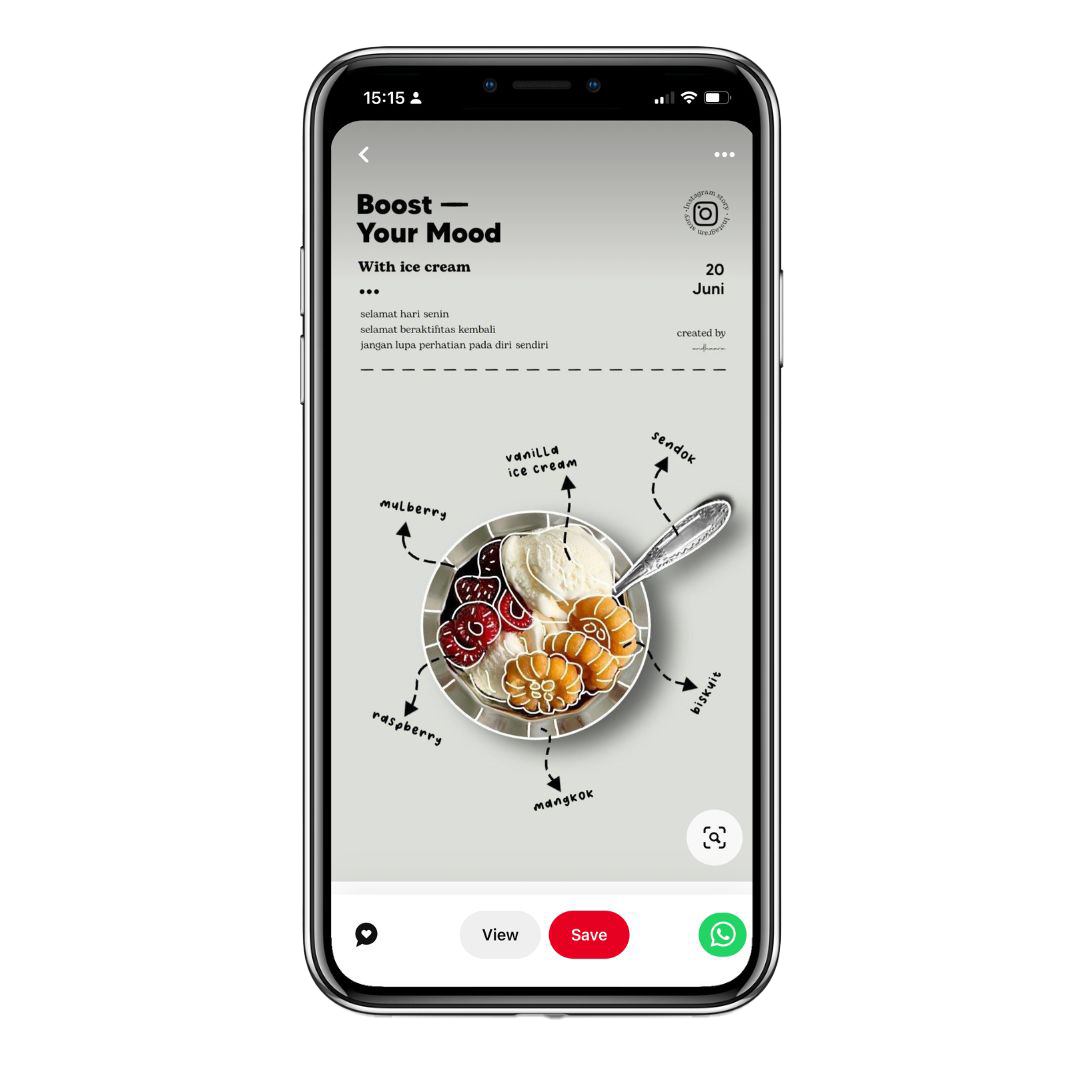 15:15
Boost —
Your Mood
With ice cream
•••
selamat hari senin
selamat beraktifitas kembali
jangan lupa perhatian pada diri sendiri
Instagram story · Instagram story ·
20
Juni
created by
vanilla
ice cream
sendok
mulberry
raspberry
biskuit
mangkok
View
Save